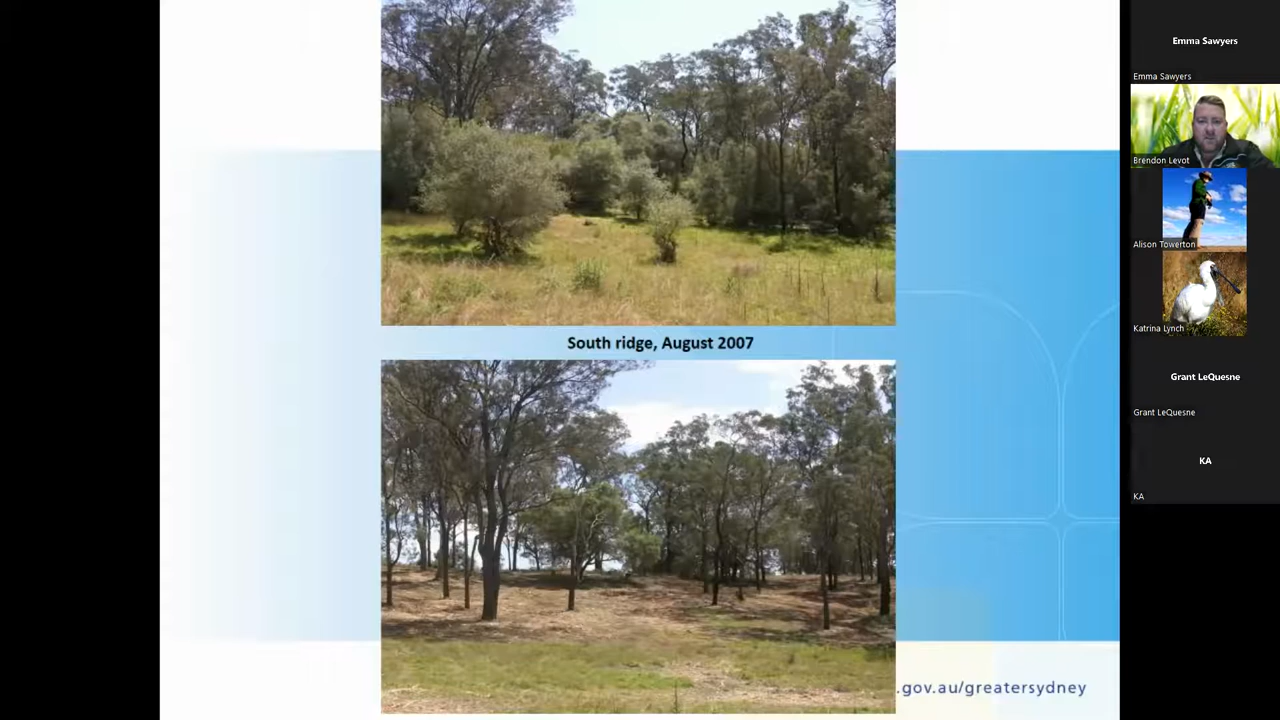 South ridge, August 2007
.gov.au/greatersydney
Emma Sawyers
Emma Sawyers
Brendon Levot
Alison Towerton
Katrina Lynch
Grant LeQuesne
Grant LeQuesne
KA
KA